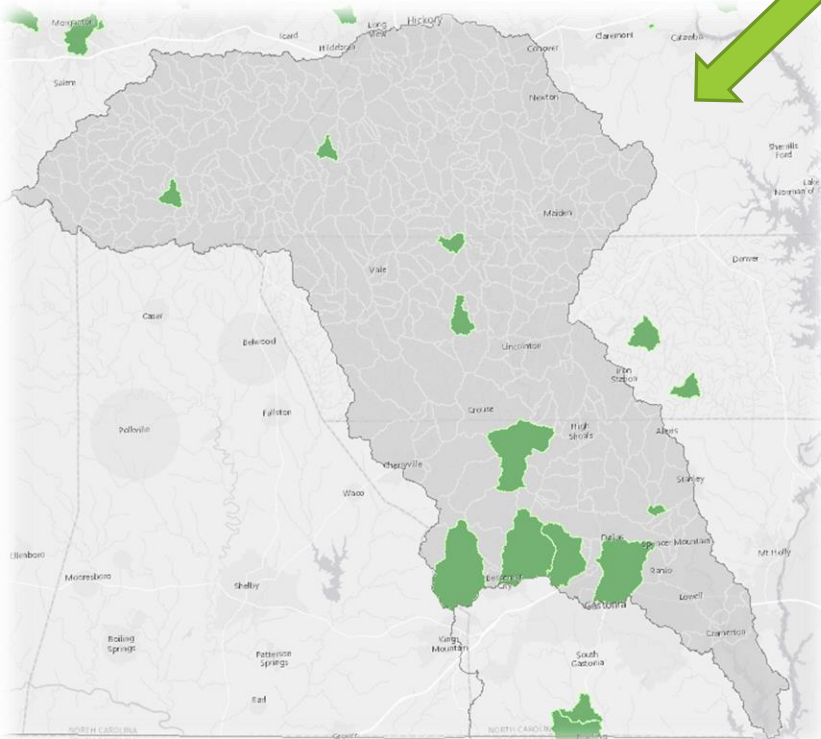 Morganton
Icard
Long
View
Hickory
Hildebran
Conover
Claremont
Catawba
Salem
Newton
Sherrills
Ford
Lake
Norman of
Maiden
Denver
Vale
Casar
Belwood
Lincolnton
Iron
Station
Fallston
Crouse
Polkville
High
Shoals
Alexis
Cherryville
Waco
Stanley
Ellenboro
Dallas
Spencer Mountain
Mt Holly
Mooresboro
Shelby
Bessemer
City
Ranlo
Lowell
Gastonia
Cramerton
Boiling
Springs
Kings
Mountain
Patterson
Springs
South
Gastonia
Earl
NORTH CAROLINA
Grover
NORTH CAROLINA